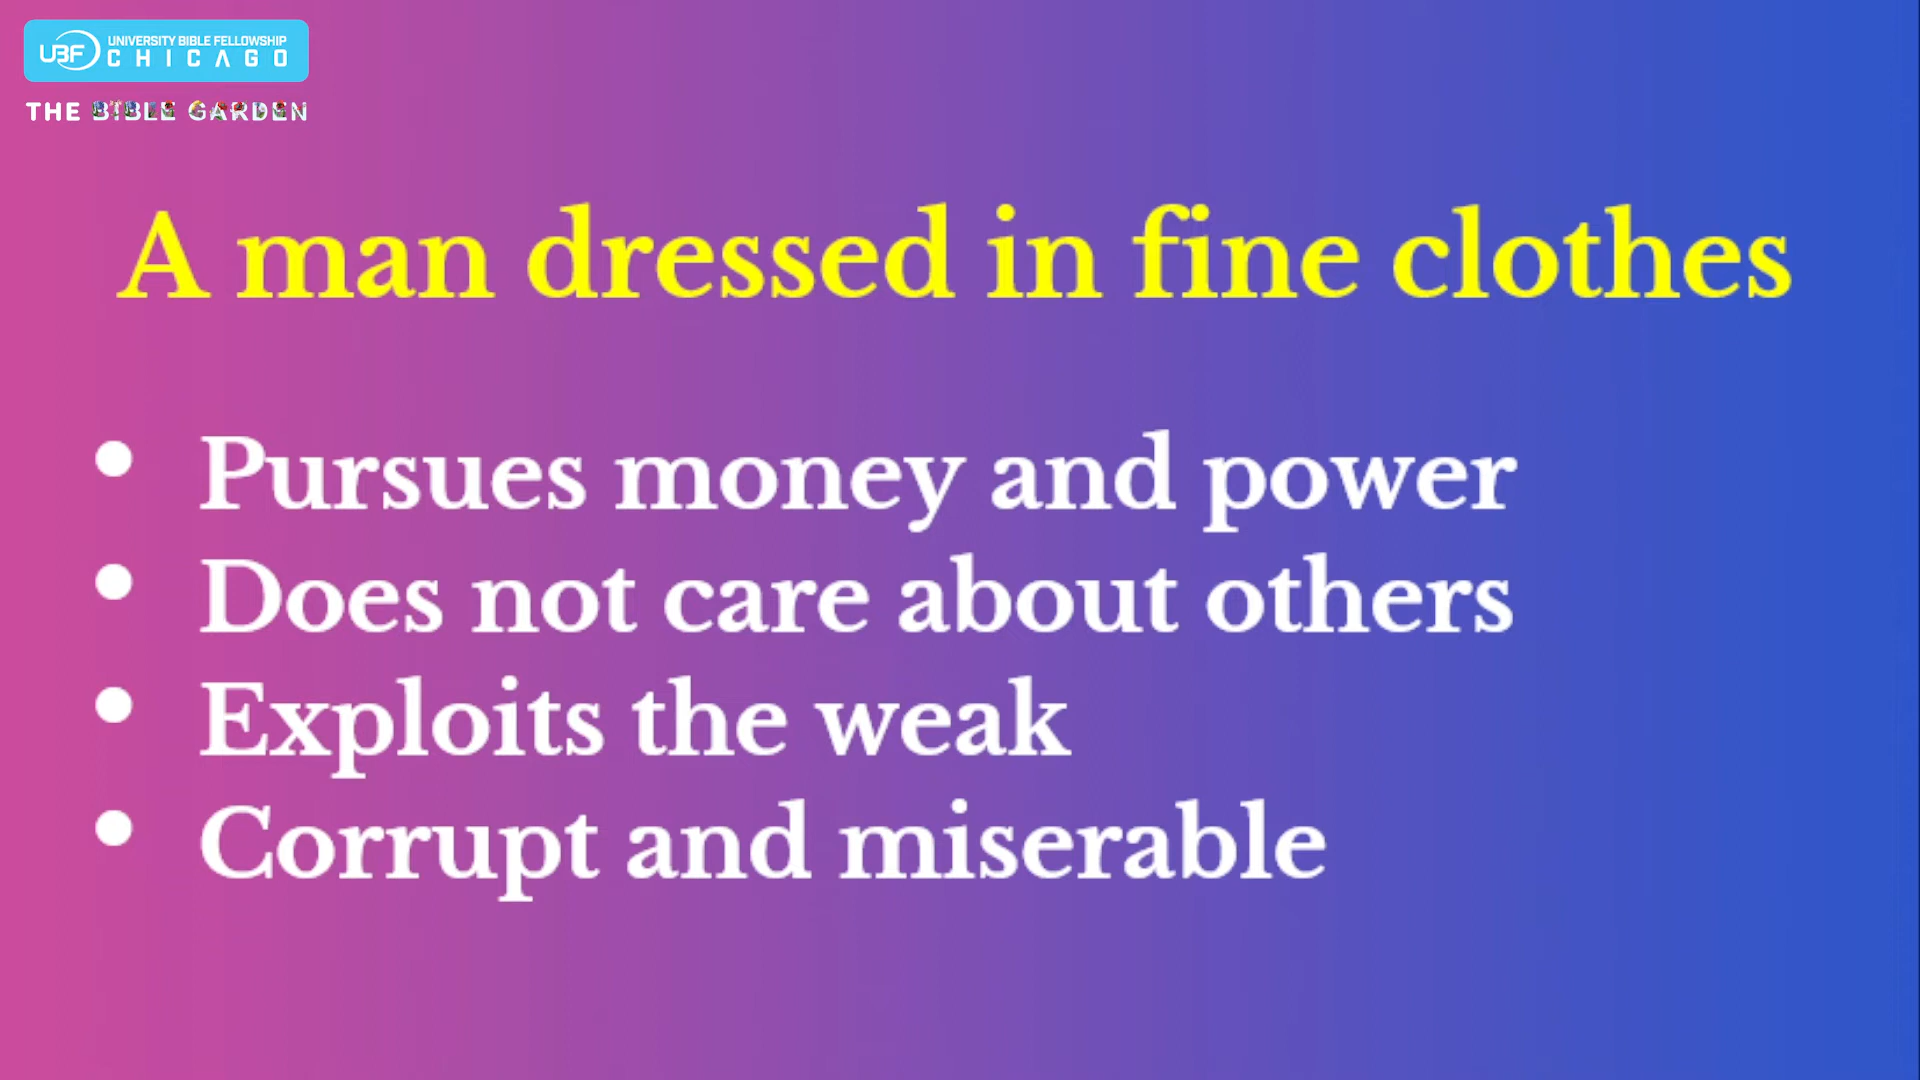 UBF UNIVERSITY BIBLE FELLOWSHIP
CHICAGO
THE BIBLE GARDEN
A man dressed in fine clothes
• Pursues money and power
• Does not care about others
• Exploits the weak
• Corrupt and miserable